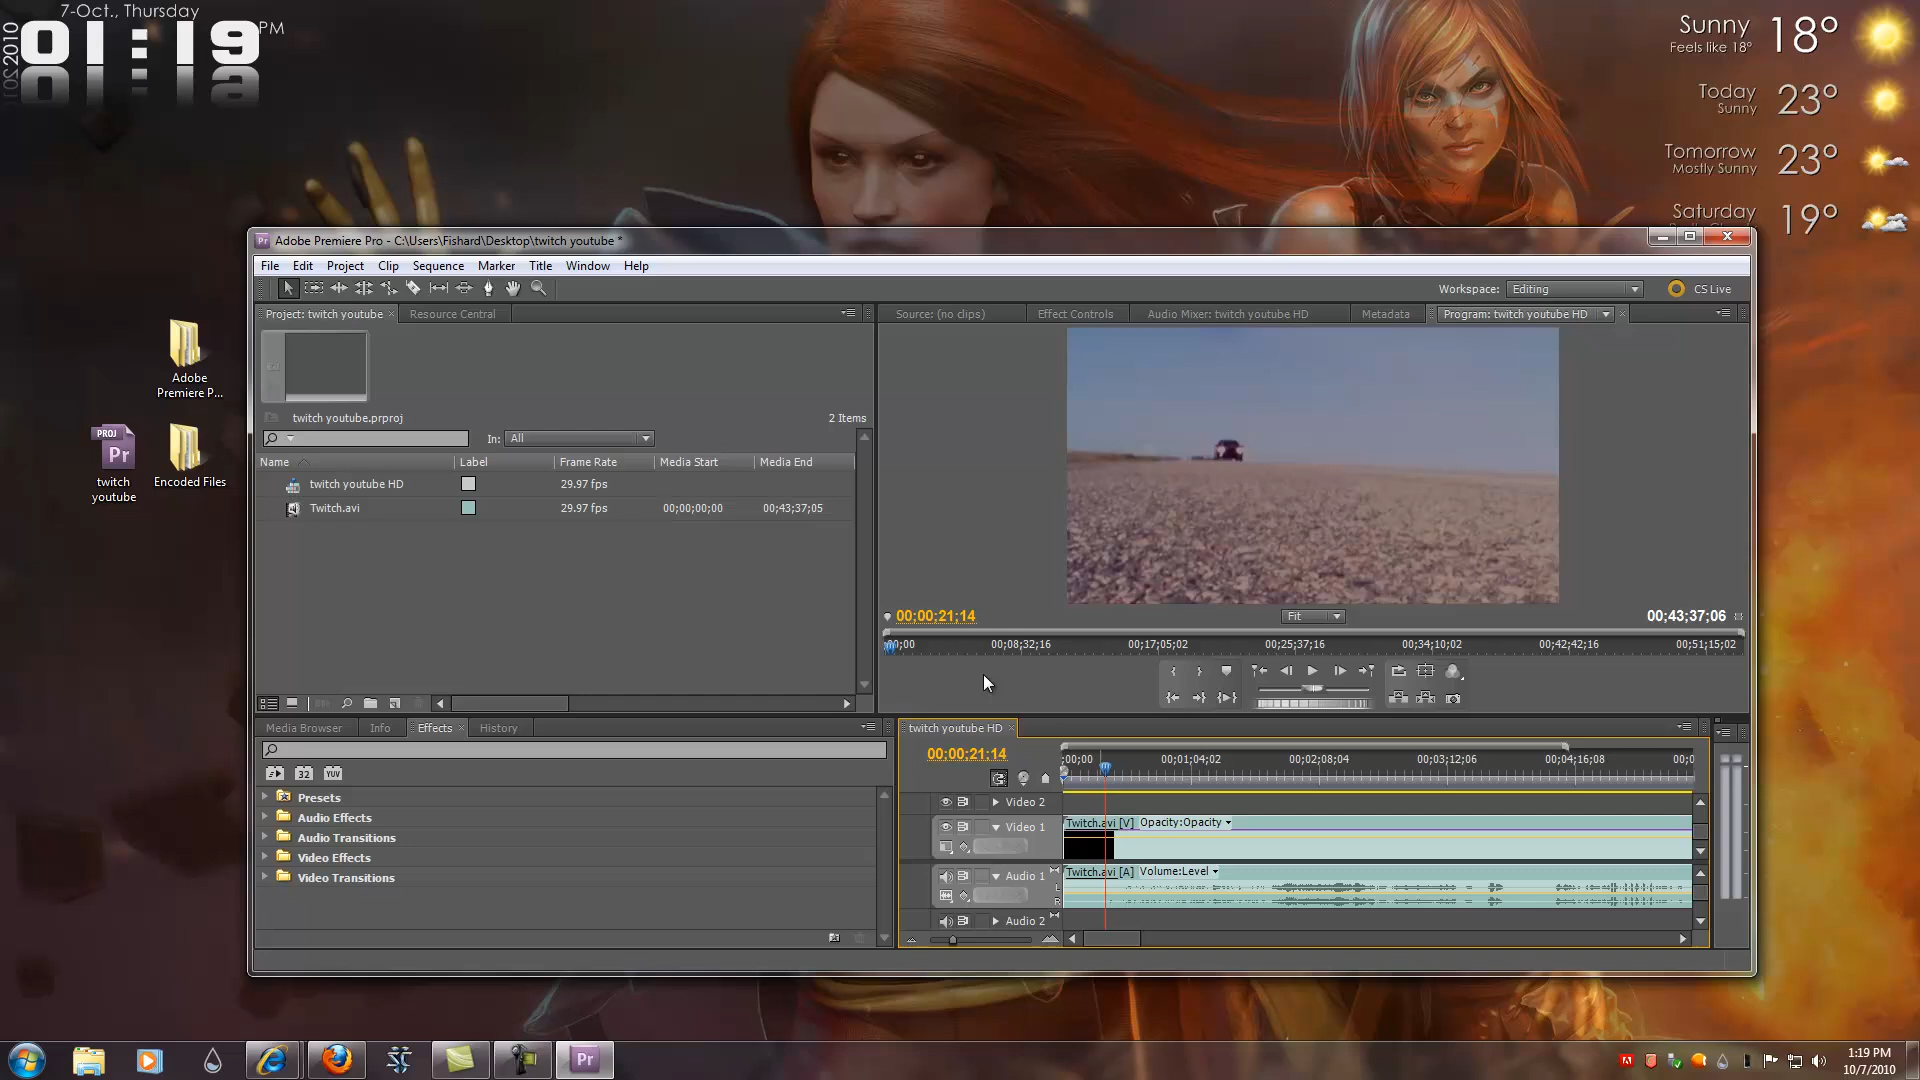 7-Oct., Thursday
2010
01:19 PM
Sunny 18°
Feels like 18°
Today 23°
Sunny
Tomorrow 23°
Mostly Sunny
Saturday 19°
Adobe Premiere P...
PROJ
Pr
twitch youtube
Encoded Files
Pr Adobe Premiere Pro - C:\Users\Fishard\Desktop\twitch youtube *
File Edit Project Clip Sequence Marker Title Window Help
Workspace: Editing CS Live
Project: twitch youtube × Resource Central
Source: (no clips) Effect Controls Audio Mixer: twitch youtube HD Metadata Program: twitch youtube HD ×
twitch youtube.prproj 2 Items
In: All
Name Label Frame Rate Media Start Media End
twitch youtube HD 29.97 fps
Twitch.avi 29.97 fps 00;00;00;00 00;43;37;05
00;00;21;14 Fit 00;43;37;06
;00;00 00;08;32;16 00;17;05;02 00;25;37;16 00;34;10;02 00;42;42;16 00;51;15;02
Media Browser Info Effects × History
32 YUV
Presets
Audio Effects
Audio Transitions
Video Effects
Video Transitions
twitch youtube HD ×
00;00;21;14
;00;00 00;01;04;02 00;02;08;04 00;03;12;06 00;04;16;08 00;0
Video 2
Video 1 Twitch.avi [V] Opacity:Opacity
Audio 1 Twitch.avi [A] Volume:Level
L
R
Audio 2
Pr
1:19 PM
10/7/2010